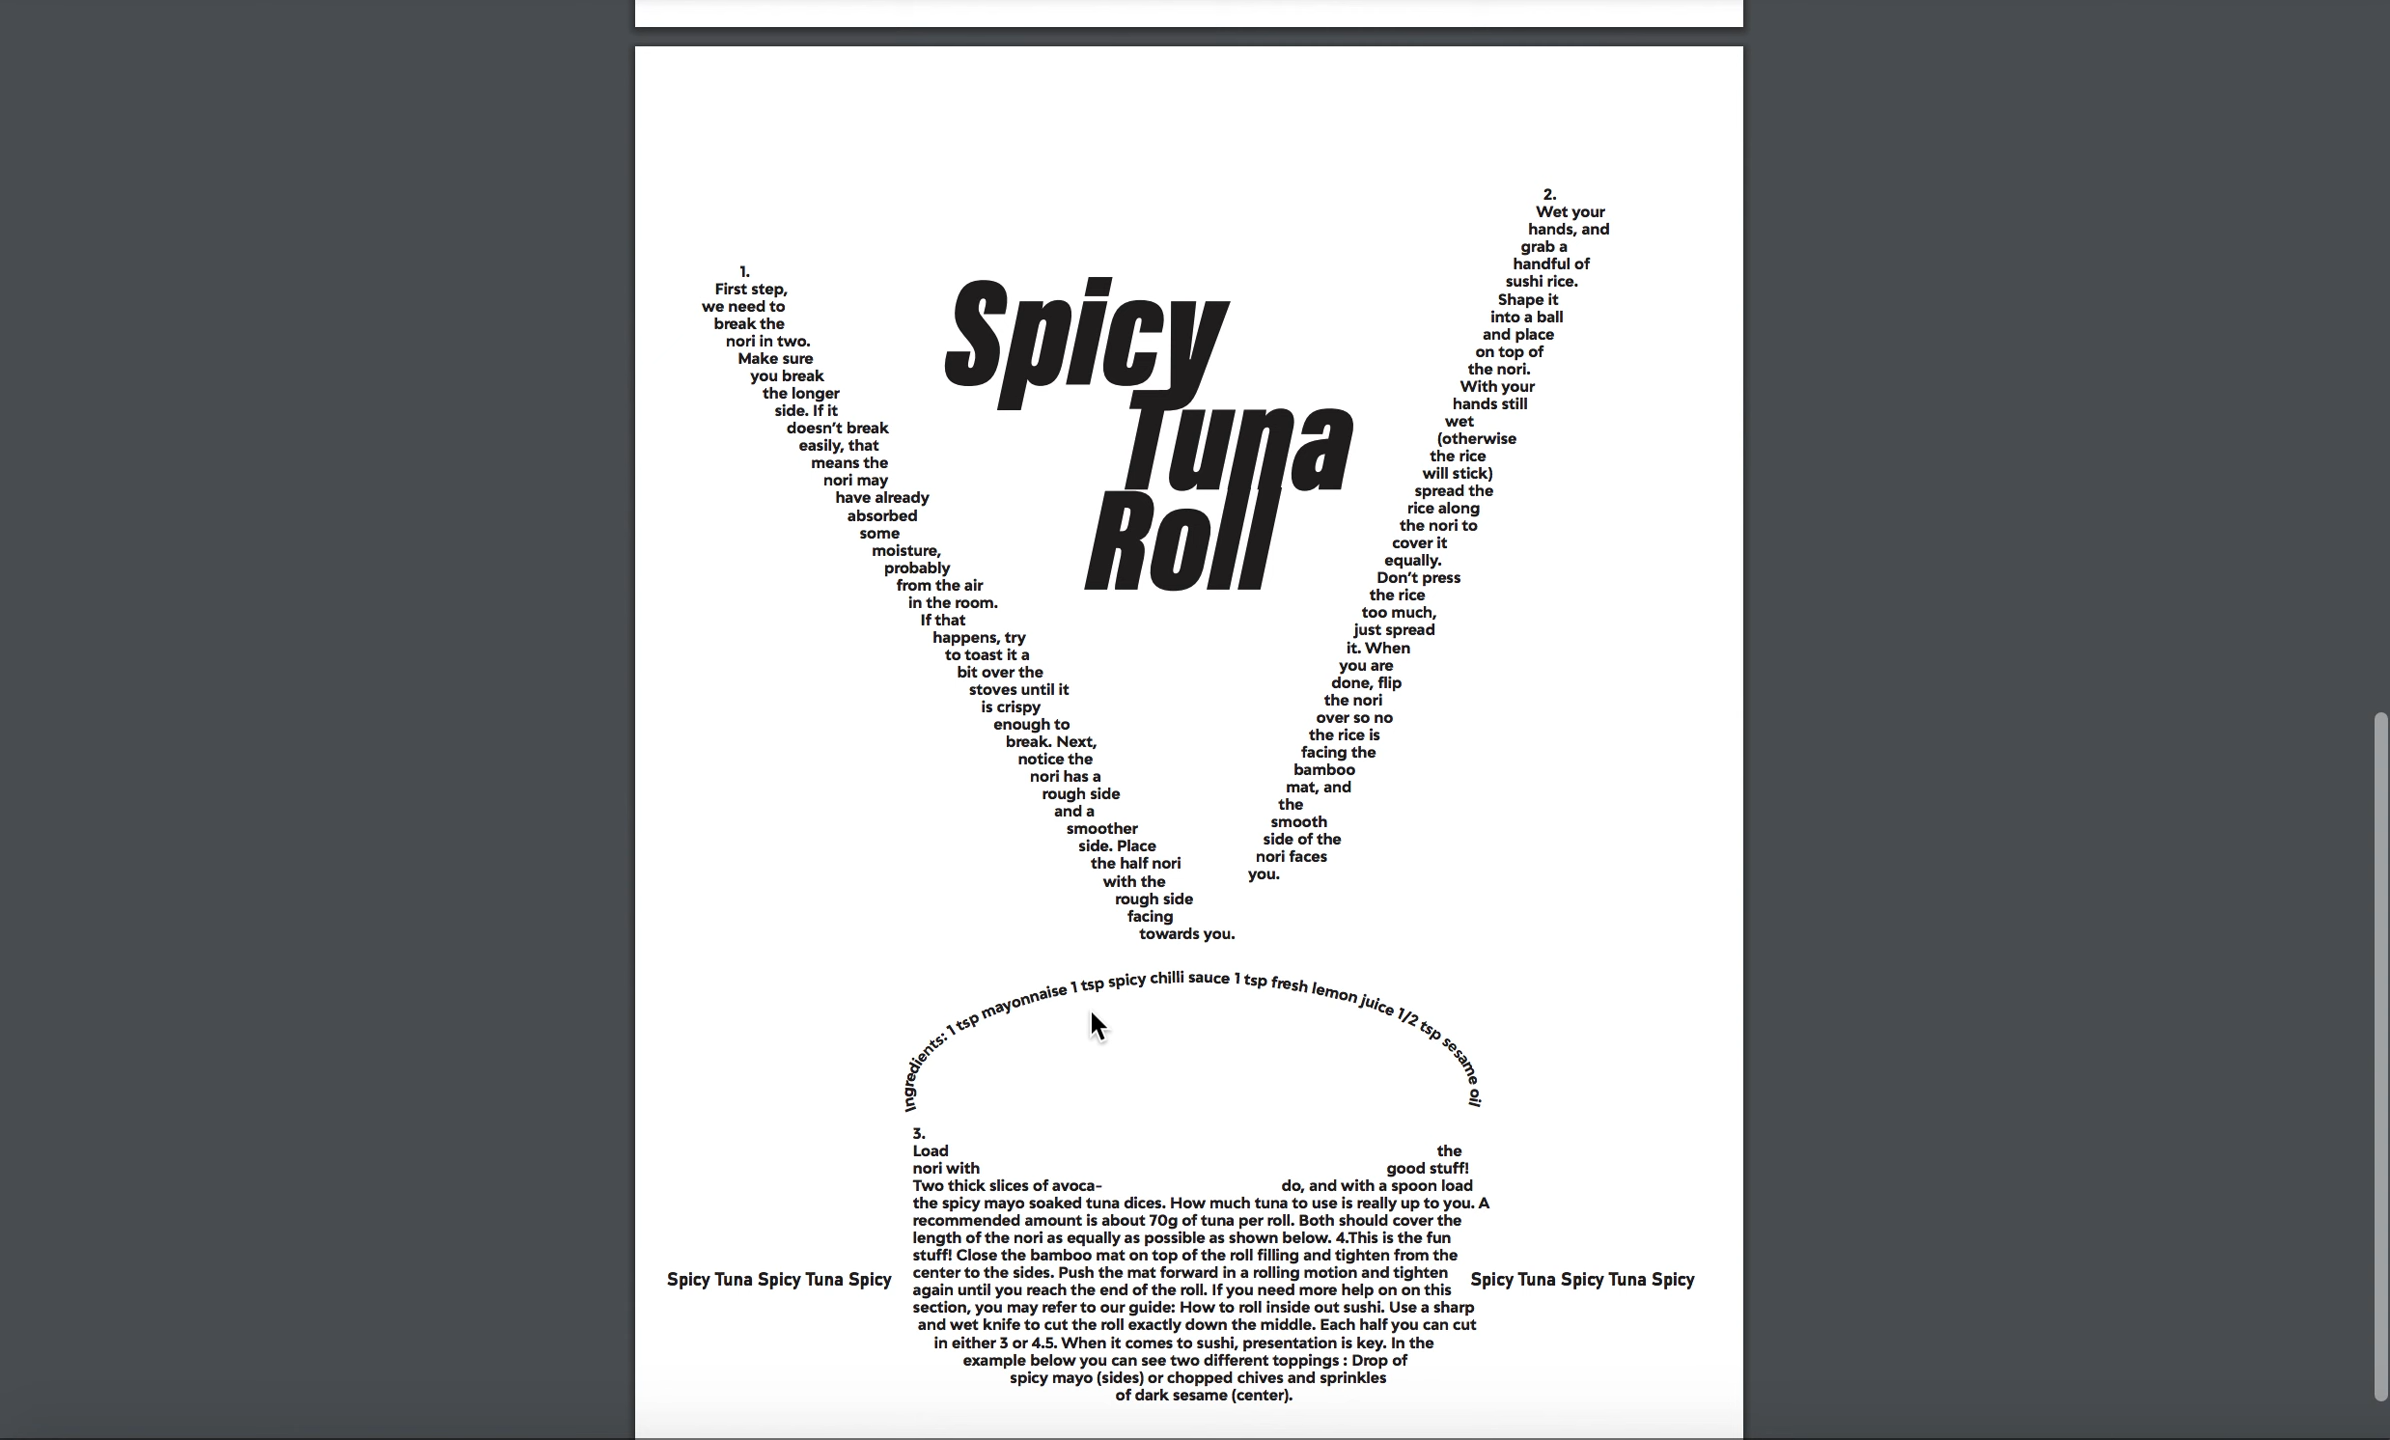 Spicy
Tuna
Roll
1.
First step,
we need to
break the
nori in two.
Make sure
you break
the longer
side. If it
doesn't break
easily, that
means the
nori may
have already
absorbed
some
moisture,
probably
from the air
in the room.
If that
happens, try
to toast it a
bit over the
stoves until it
is crispy
enough to
break. Next,
notice the
nori has a
rough side
and a
smoother
side. Place
the half nori
with the
rough side
facing
towards you.
2.
Wet your
hands, and
grab a
handful of
sushi rice.
Shape it
into a ball
and place
on top of
the nori.
With your
hands still
wet
(otherwise
the rice
will stick)
spread the
rice along
the nori to
cover it
equally.
Don't press
the rice
too much,
just spread
it. When
you are
done, flip
the nori
over so no
the rice is
facing the
bamboo
mat, and
the
smooth
side of the
nori faces
you.
Ingredients: 1 tsp mayonnaise 1 tsp spicy chilli sauce 1 tsp fresh lemon juice 1/2 tsp sesame oil
3.
Load the
nori with good stuff!
Two thick slices of avoca- do, and with a spoon load
the spicy mayo soaked tuna dices. How much tuna to use is really up to you. A
recommended amount is about 70g of tuna per roll. Both should cover the
length of the nori as equally as possible as shown below. 4.This is the fun
stuff! Close the bamboo mat on top of the roll filling and tighten from the
center to the sides. Push the mat forward in a rolling motion and tighten
again until you reach the end of the roll. If you need more help on on this
section, you may refer to our guide: How to roll inside out sushi. Use a sharp
and wet knife to cut the roll exactly down the middle. Each half you can cut
in either 3 or 4.5. When it comes to sushi, presentation is key. In the
example below you can see two different toppings : Drop of
spicy mayo (sides) or chopped chives and sprinkles
of dark sesame (center).
Spicy Tuna Spicy Tuna Spicy
Spicy Tuna Spicy Tuna Spicy